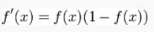 f′(x) = f(x)(1 − f(x))